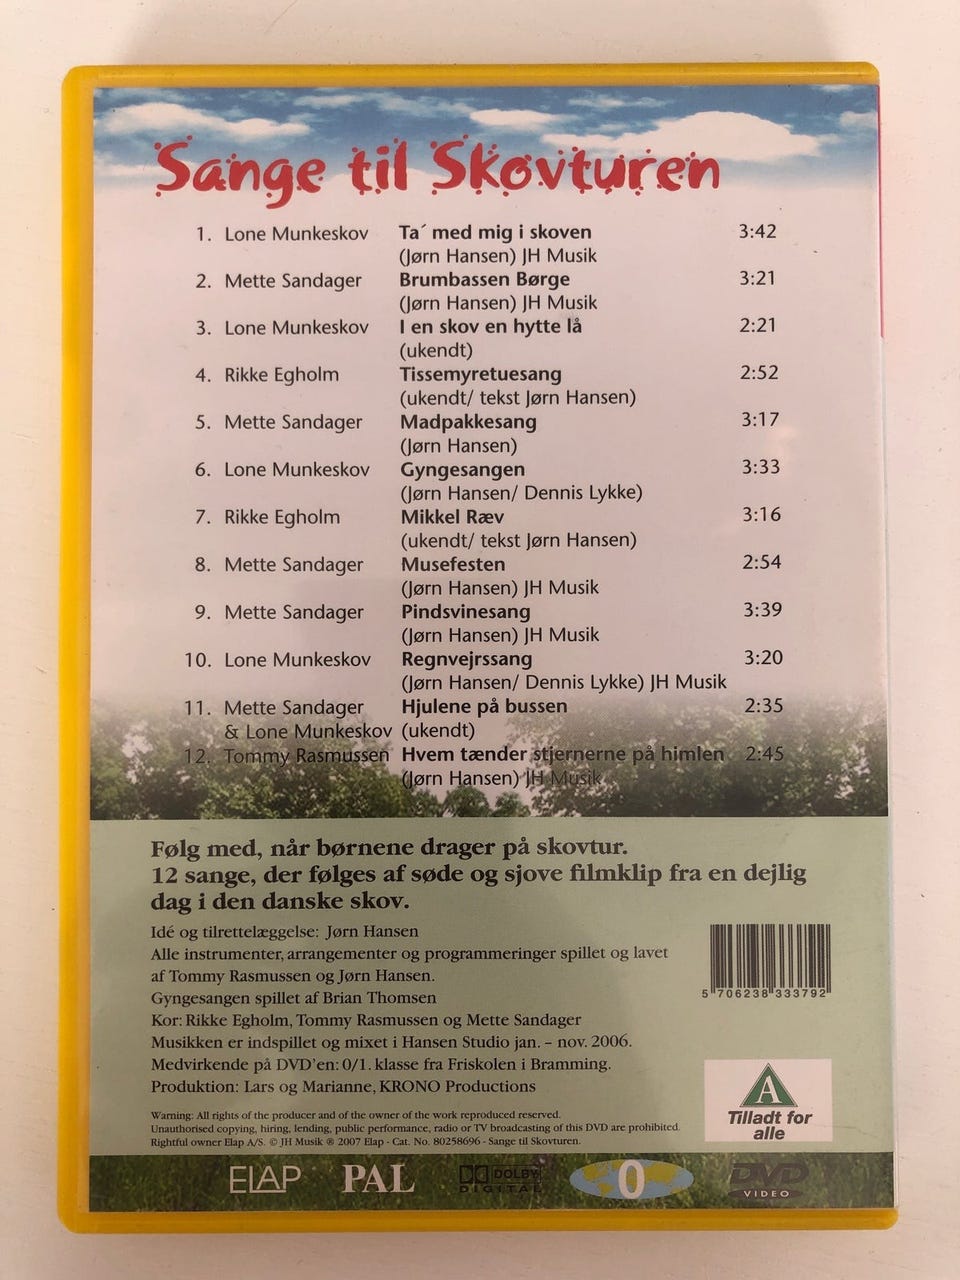 Sange til Skovturen
1. Lone Munkeskov Ta´ med mig i skoven 3:42
(Jørn Hansen) JH Musik
2. Mette Sandager Brumbassen Børge 3:21
(Jørn Hansen) JH Musik
3. Lone Munkeskov I en skov en hytte lå 2:21
(ukendt)
4. Rikke Egholm Tissemyretuesang 2:52
(ukendt/ tekst Jørn Hansen)
5. Mette Sandager Madpakkesang 3:17
(Jørn Hansen)
6. Lone Munkeskov Gyngesangen 3:33
(Jørn Hansen/ Dennis Lykke)
7. Rikke Egholm Mikkel Ræv 3:16
(ukendt/ tekst Jørn Hansen)
8. Mette Sandager Musefesten 2:54
(Jørn Hansen) JH Musik
9. Mette Sandager Pindsvinesang 3:39
(Jørn Hansen) JH Musik
10. Lone Munkeskov Regnvejrssang 3:20
(Jørn Hansen/ Dennis Lykke) JH Musik
11. Mette Sandager Hjulene på bussen 2:35
& Lone Munkeskov (ukendt)
12. Tommy Rasmussen Hvem tænder stjernerne på himlen 2:45
(Jørn Hansen) JH Musik
Følg med, når børnene drager på skovtur.
12 sange, der følges af søde og sjove filmklip fra en dejlig
dag i den danske skov.
Idé og tilrettelæggelse: Jørn Hansen
Alle instrumenter, arrangementer og programmeringer spillet og lavet
af Tommy Rasmussen og Jørn Hansen.
Gyngesangen spillet af Brian Thomsen
Kor: Rikke Egholm, Tommy Rasmussen og Mette Sandager
Musikken er indspillet og mixet i Hansen Studio jan. – nov. 2006.
Medvirkende på DVD'en: 0/1. klasse fra Friskolen i Bramming.
Produktion: Lars og Marianne, KRONO Productions
Warning: All rights of the producer and of the owner of the work reproduced reserved.
Unauthorised copying, hiring, lending, public performance, radio or TV broadcasting of this DVD are prohibited.
Rightful owner Elap A/S. © JH Musik ® 2007 Elap - Cat. No. 80258696 - Sange til Skovturen.
5 706238 333792
A
Tilladt for
alle
ELAP PAL DOLBY DIGITAL 0 DVD VIDEO